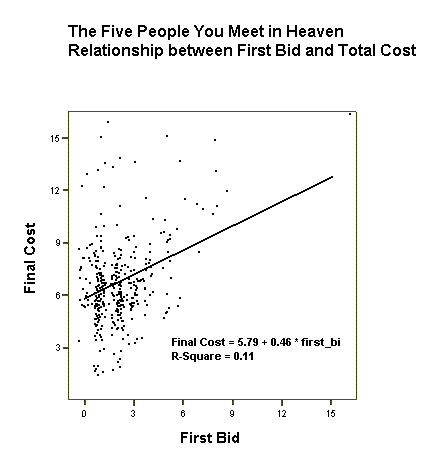 The Five People You Meet in Heaven
Relationship between First Bid and Total Cost
15
12
9
6
3
Final Cost
Final Cost = 5.79 + 0.46 * first_bi
R-Square = 0.11
0 3 6 9 12 15
First Bid